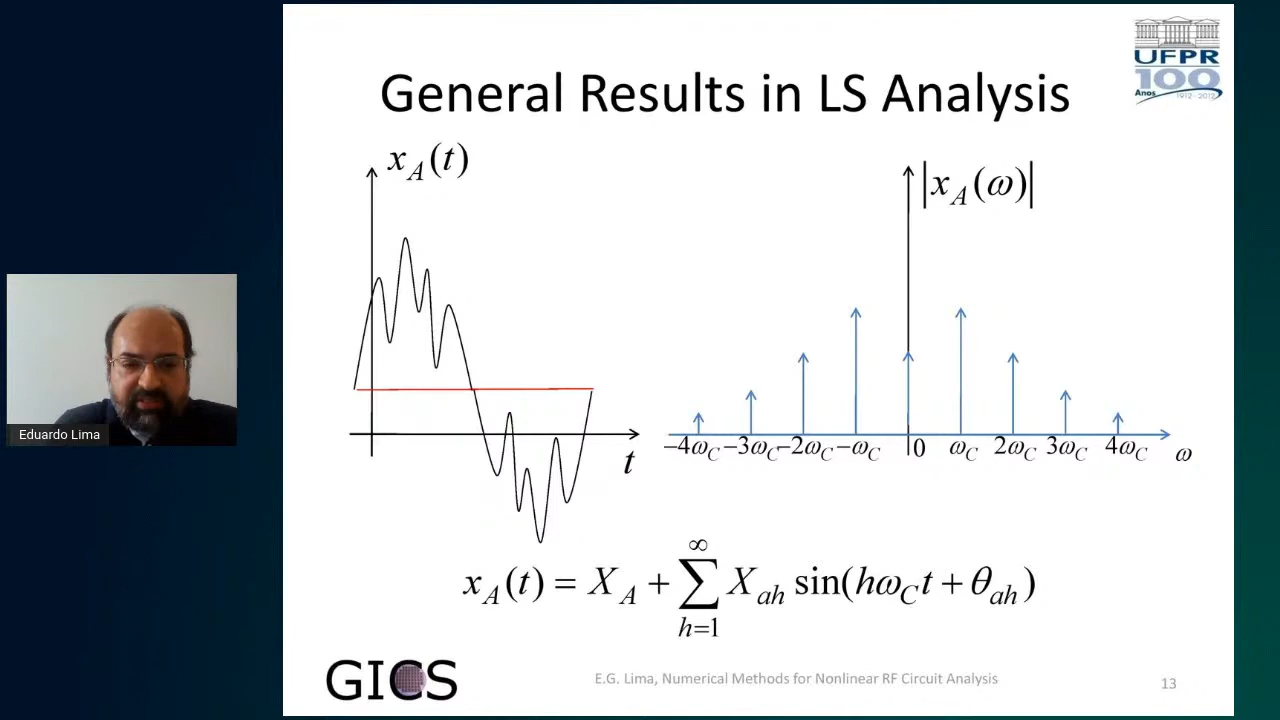 UFPR
100
Anos 1912-2012
General Results in LS Analysis
x_A(t)
|x_A(ω)|
t
−4ω_C −3ω_C −2ω_C −ω_C 0 ω_C 2ω_C 3ω_C 4ω_C ω
x_A(t) = X_A + ∑_{h=1}^{∞} X_{ah} sin(hω_C t + θ_{ah})
Eduardo Lima
GICS
E.G. Lima, Numerical Methods for Nonlinear RF Circuit Analysis
13